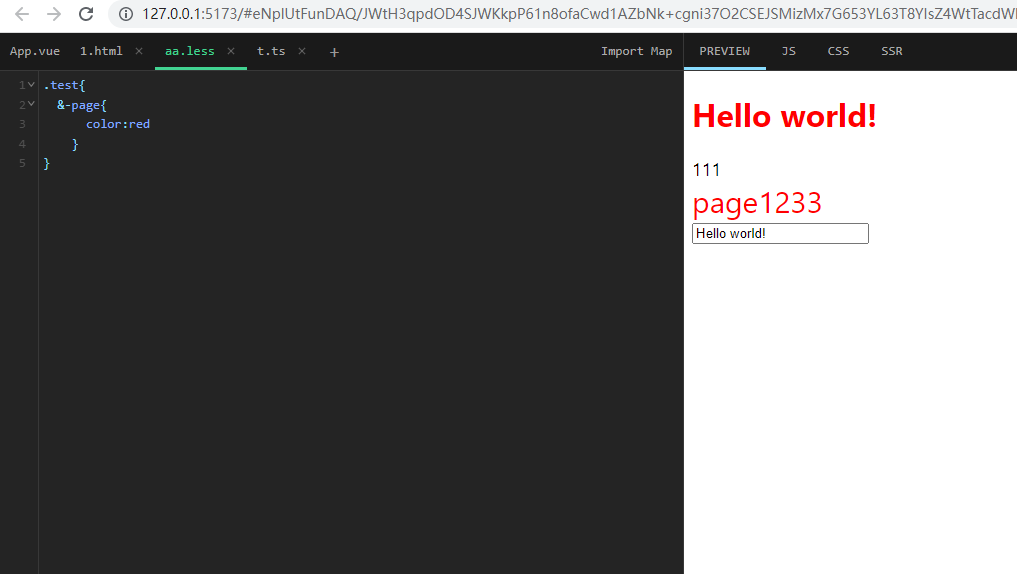 127.0.0.1:5173/#eNplUtFunDAQ/JWtH3qpdOD4SJWKkpP61n8ofaCwd1AZbNk+cgni37O2CSEJSMizMx7G653YL63T8YIsZ4WtTacdWI
App.vue 1.html × aa.less × t.ts × + Import Map PREVIEW JS CSS SSR
1 .test{
2 &-page{
3 color:red
4 }
5 }
Hello world!
111
page1233
Hello world!